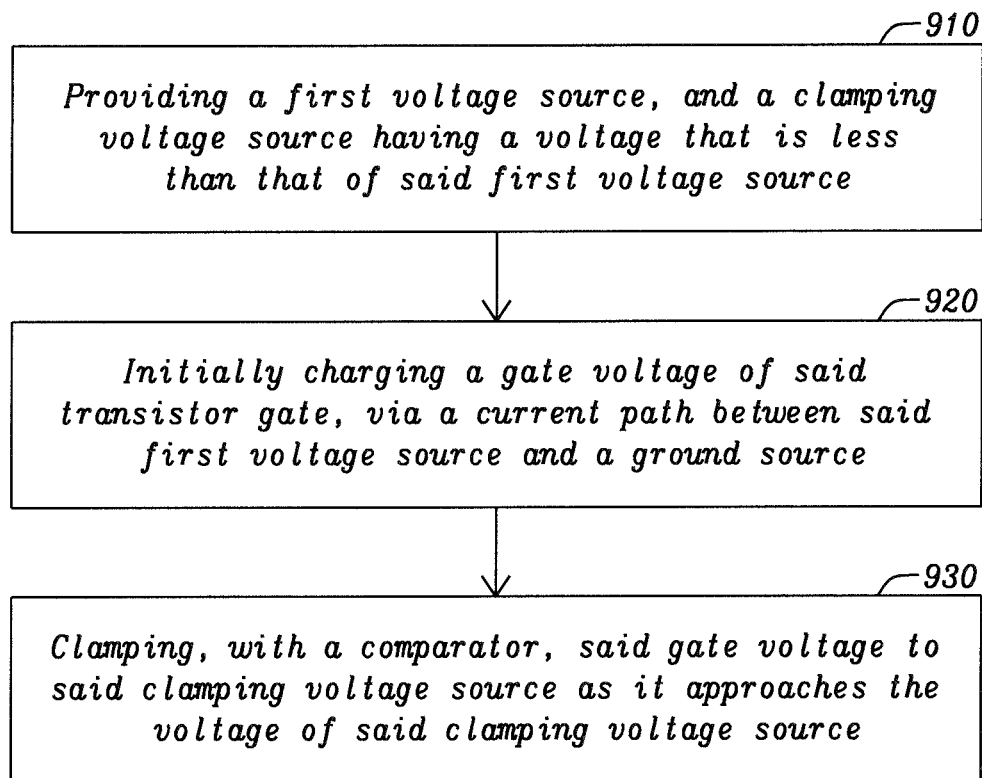 910
Providing a first voltage source, and a clamping
voltage source having a voltage that is less
than that of said first voltage source
920
Initially charging a gate voltage of said
transistor gate, via a current path between said
first voltage source and a ground source
930
Clamping, with a comparator, said gate voltage to
said clamping voltage source as it approaches the
voltage of said clamping voltage source